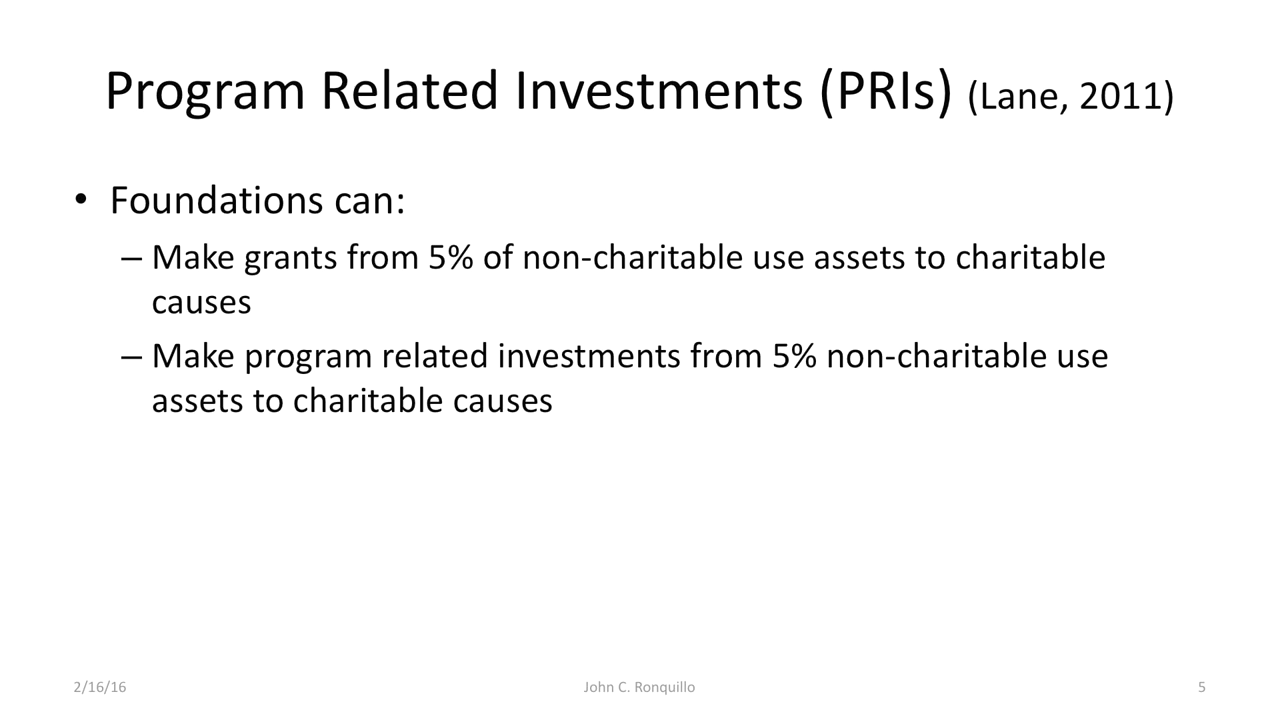 Program Related Investments (PRIs) (Lane, 2011)
• Foundations can:
– Make grants from 5% of non-charitable use assets to charitable
causes
– Make program related investments from 5% non-charitable use
assets to charitable causes
2/16/16
John C. Ronquillo
5